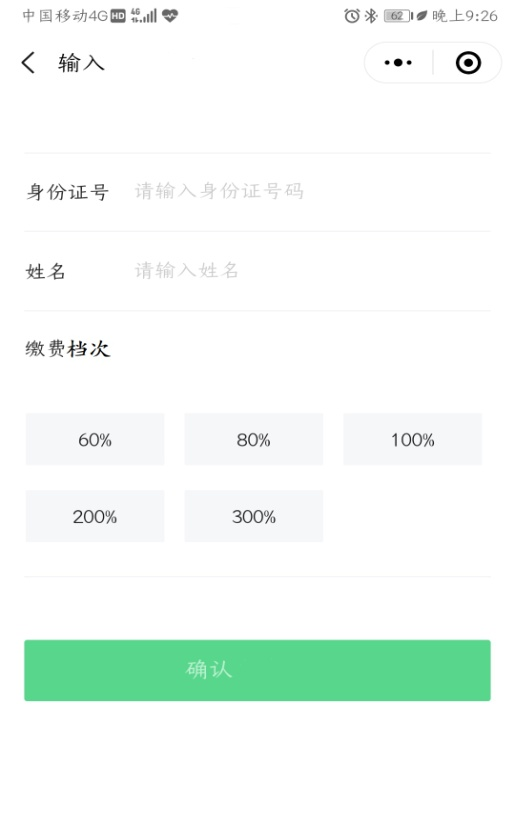 中国移动4G HD 4G 62 晚上9:26
输入
身份证号 请输入身份证号码
姓名 请输入姓名
缴费档次
60% 80% 100%
200% 300%
确认